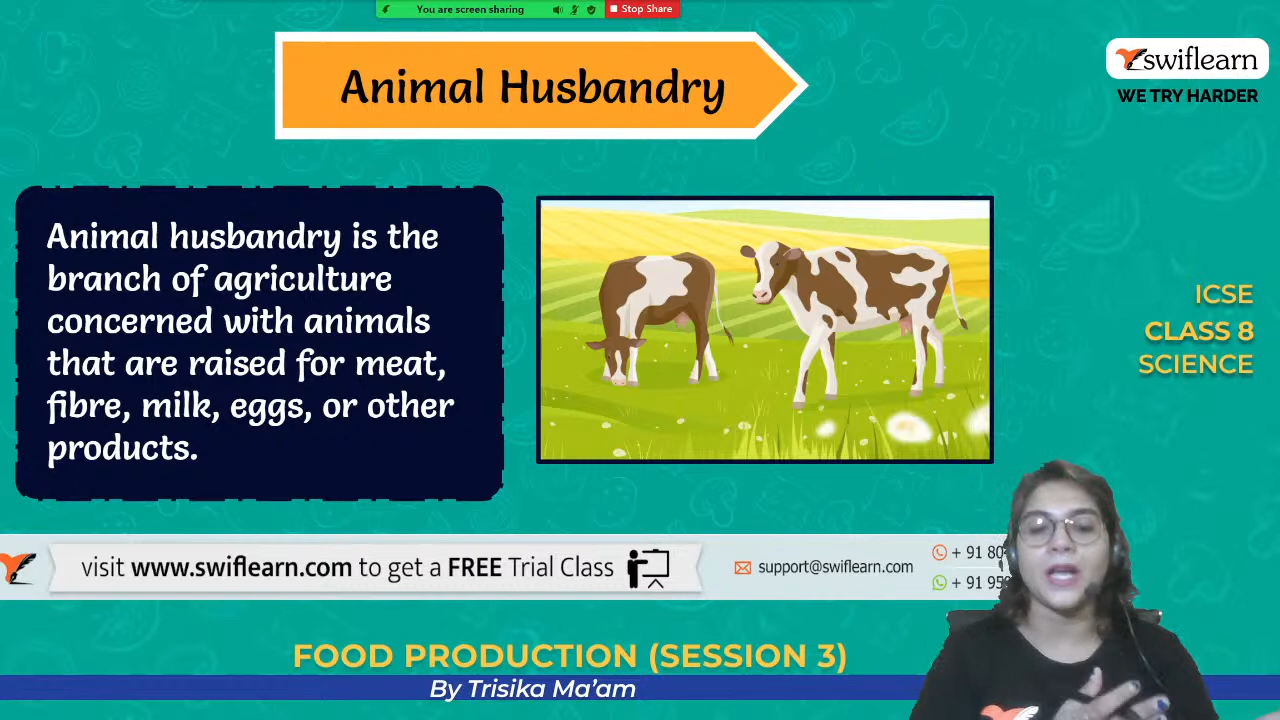 You are screen sharing
Stop Share
Animal Husbandry
swiflearn
WE TRY HARDER
Animal husbandry is the
branch of agriculture
concerned with animals
that are raised for meat,
fibre, milk, eggs, or other
products.
ICSE
CLASS 8
SCIENCE
visit www.swiflearn.com to get a FREE Trial Class
support@swiflearn.com
+ 91
+ 91
FOOD PRODUCTION (SESSION 3)
By Trisika Ma'am